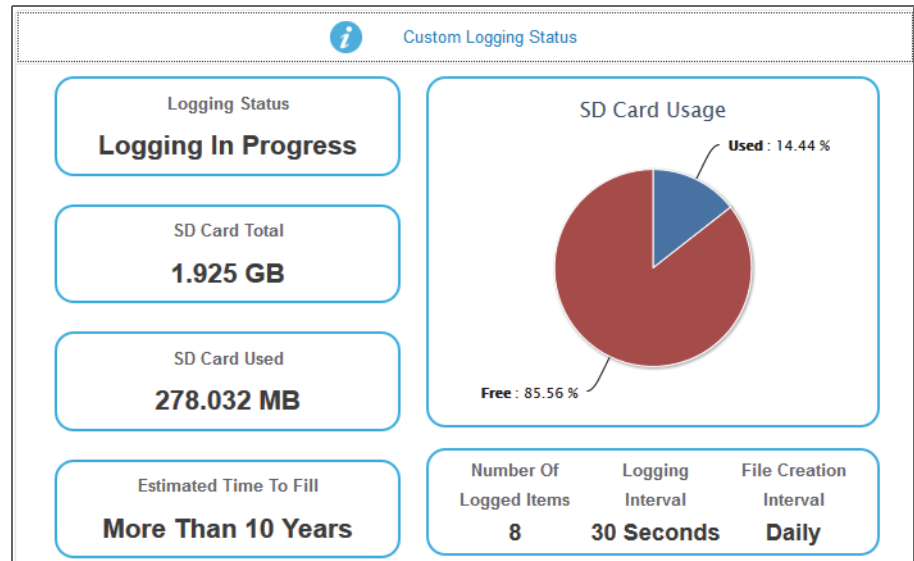 Custom Logging Status
Logging Status
Logging In Progress
SD Card Total
1.925 GB
SD Card Used
278.032 MB
Estimated Time To Fill
More Than 10 Years
SD Card Usage
Used : 14.44 %
Free : 85.56 %
Number Of
Logged Items
8
Logging
Interval
30 Seconds
File Creation
Interval
Daily